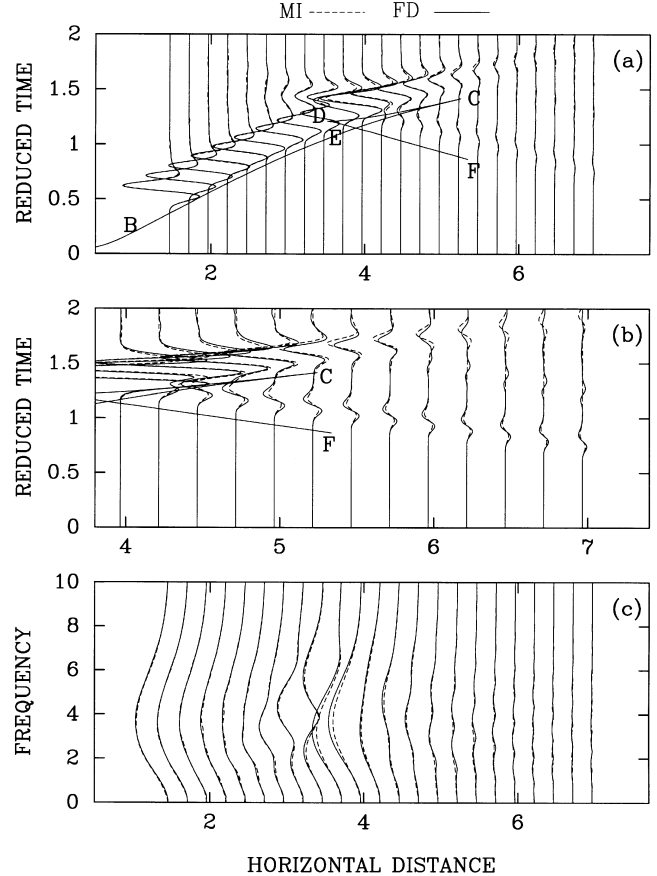 MI FD
2
1.5
1
0.5
0
REDUCED TIME
(a)
B
D
E
C
F
2 4 6
2
1.5
1
0.5
0
REDUCED TIME
(b)
C
F
4 5 6 7
10
8
6
4
2
0
FREQUENCY
(c)
2 4 6
HORIZONTAL DISTANCE